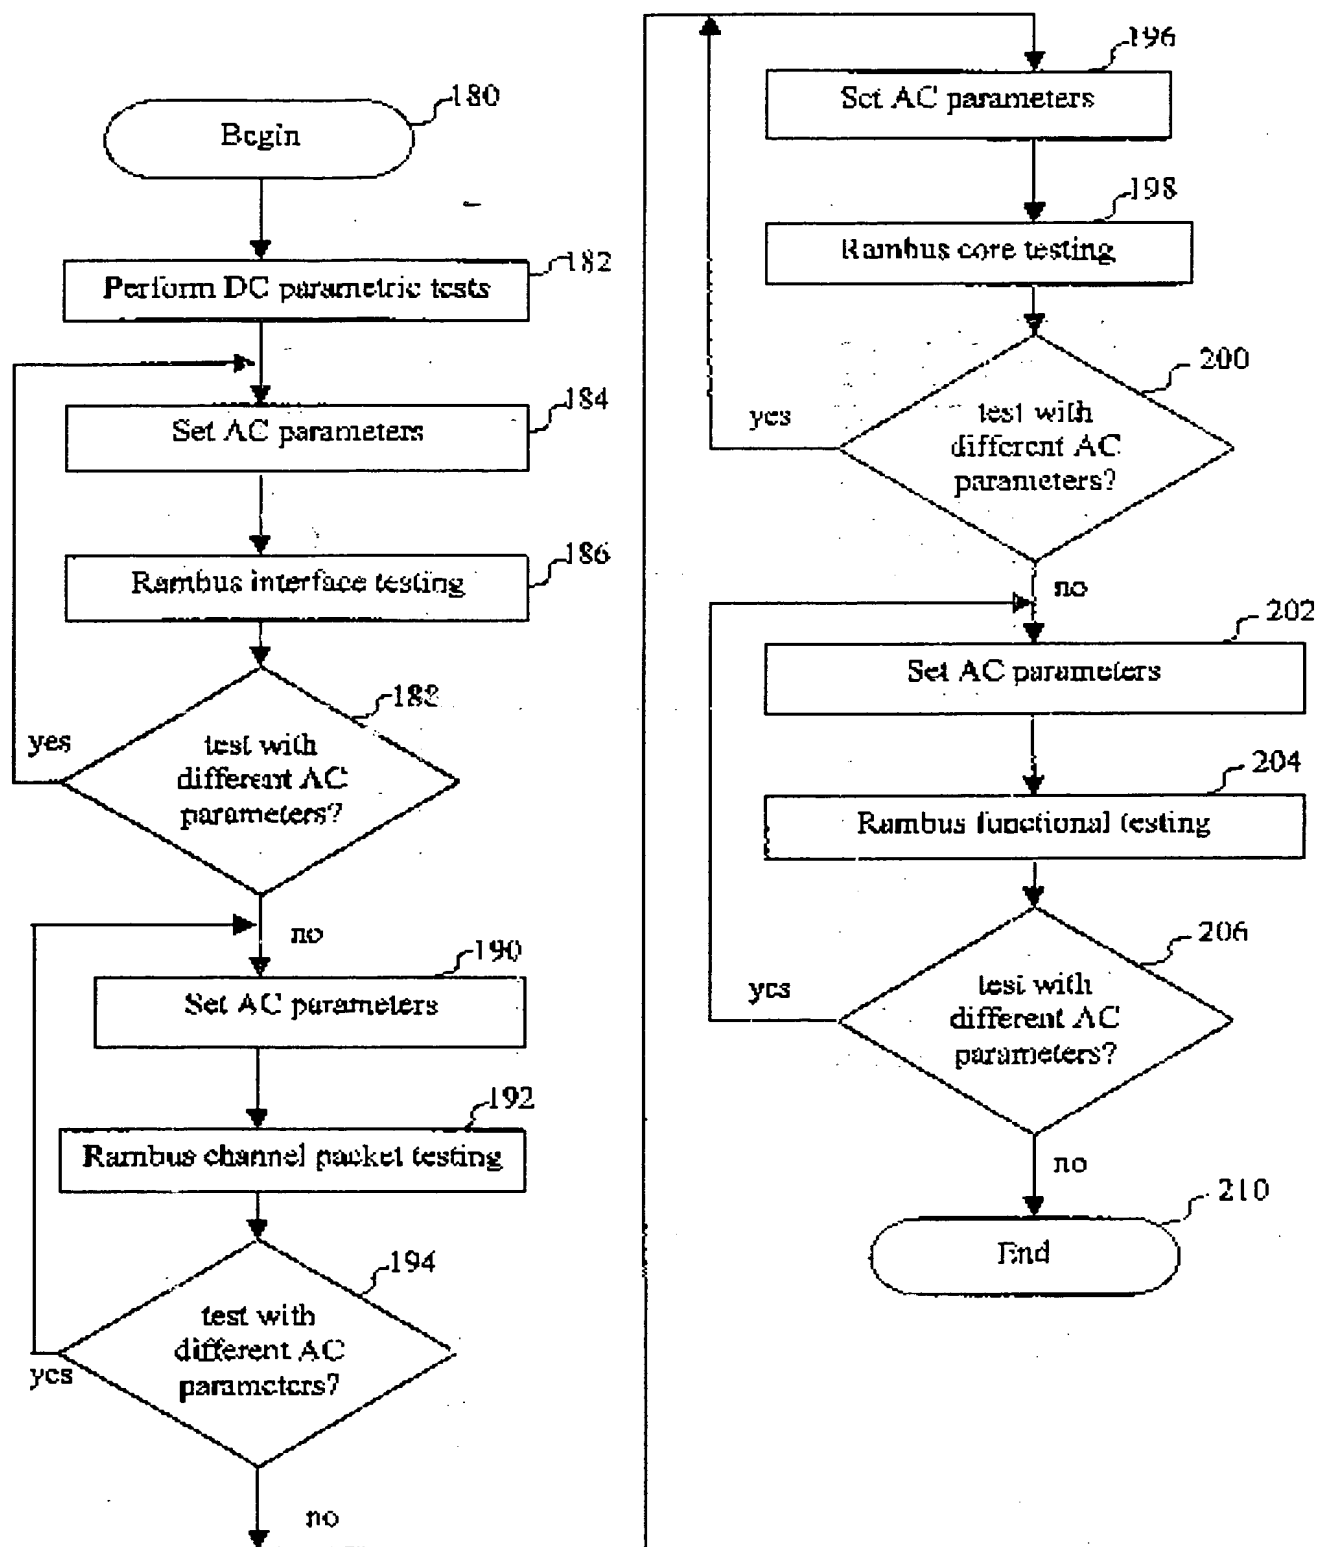 180
Begin
182
Perform DC parametric tests
184
Set AC parameters
186
Rambus interface testing
188
yes
test with
different AC
parameters?
no
190
Set AC parameters
192
Rambus channel packet testing
194
test with
different AC
parameters?
yes
no
196
Set AC parameters
198
Rambus core testing
200
yes
test with
different AC
parameters?
no
202
Set AC parameters
204
Rambus functional testing
206
yes
test with
different AC
parameters?
no
210
End